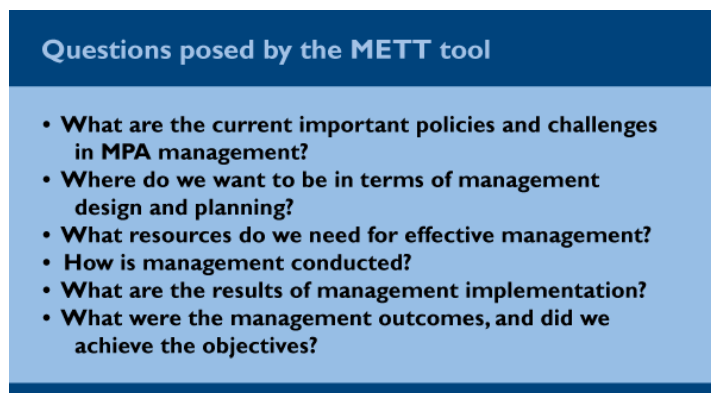 Questions posed by the METT tool
• What are the current important policies and challenges
in MPA management?
• Where do we want to be in terms of management
design and planning?
• What resources do we need for effective management?
• How is management conducted?
• What are the results of management implementation?
• What were the management outcomes, and did we
achieve the objectives?